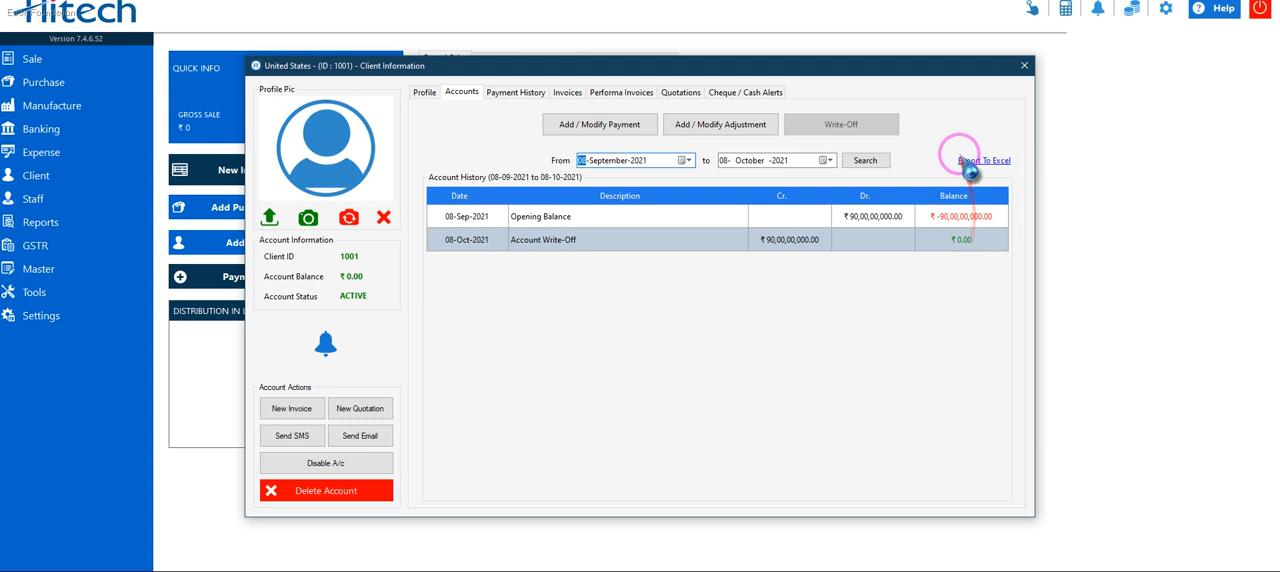 Hitech
Help
Version 7.4.6.52
Sale
Purchase
Manufacture
Banking
Expense
Client
Staff
Reports
GSTR
Master
Tools
Settings
QUICK INFO
GROSS SALE
₹ 0
New I
Add Pu
Add
Paym
DISTRIBUTION IN
United States - (ID : 1001) - Client Information
Profile Pic
Account Information
Client ID 1001
Account Balance ₹ 0.00
Account Status ACTIVE
Account Actions
New Invoice New Quotation
Send SMS Send Email
Disable A/c
Delete Account
Profile Accounts Payment History Invoices Performa Invoices Quotations Cheque / Cash Alerts
Add / Modify Payment Add / Modify Adjustment Write-Off
From 08-September-2021 to 08- October -2021 Search Export To Excel
Account History (08-09-2021 to 08-10-2021)
Date Description Cr. Dr. Balance
08-Sep-2021 Opening Balance ₹ 90,00,00,000.00 ₹ -90,00,00,000.00
08-Oct-2021 Account Write-Off ₹ 90,00,00,000.00 ₹ 0.00